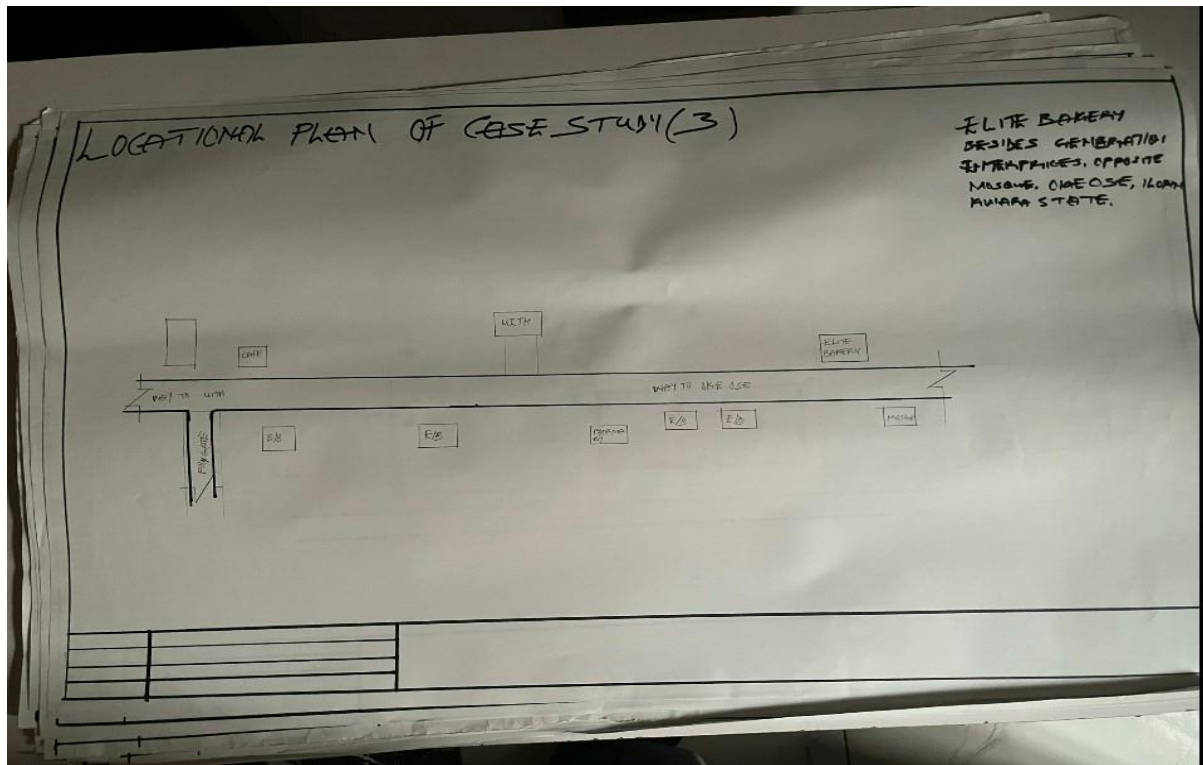 LOCATIONAL PLAN OF CASE STUDY (3)
ELITE BAKERY
BESIDES GENERATION
ENTERPRICES, OPPOSITE
MOSQUE, OKE OSE, ILORIN
KWARA STATE.
UITH
CAFE
ELITE
BAKERY
WAY TO UITH
WAY TO OKE OSE
E/B
E/B
E/B
E/B
MOSQUE